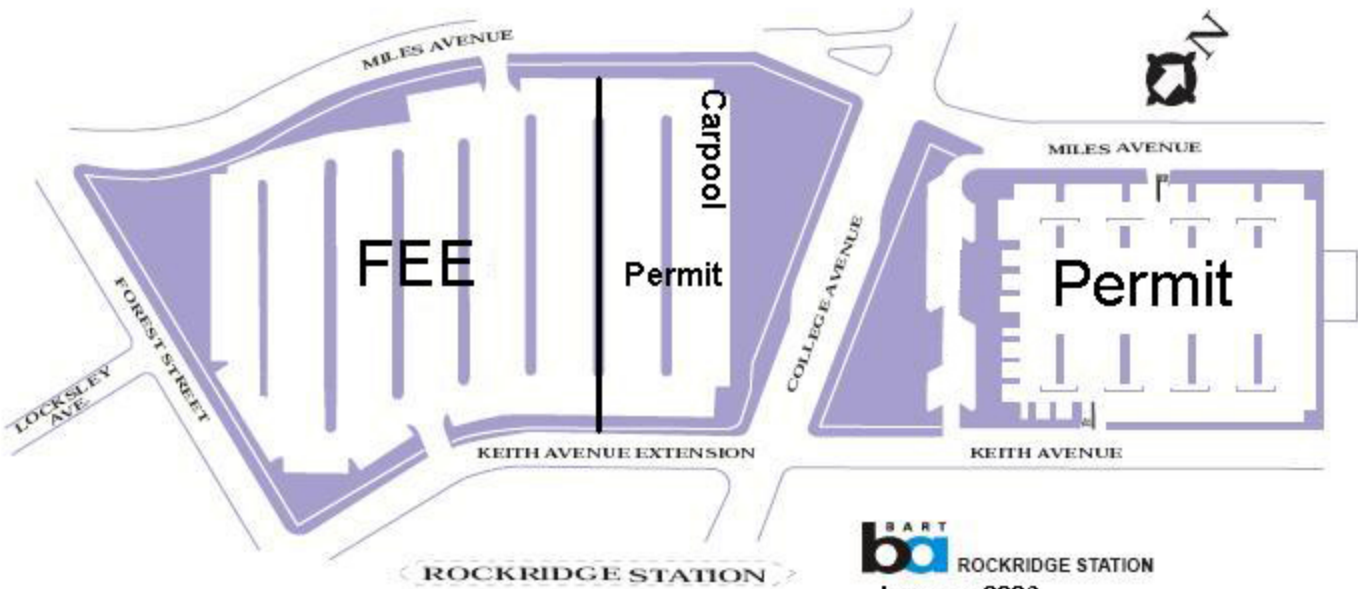 MILES AVENUE
N
Carpool
MILES AVENUE
FEE
Permit
Permit
COLLEGE AVENUE
FOREST STREET
LOCKSLEY
AVE.
KEITH AVENUE EXTENSION
KEITH AVENUE
BART
ba
ROCKRIDGE STATION
ROCKRIDGE STATION